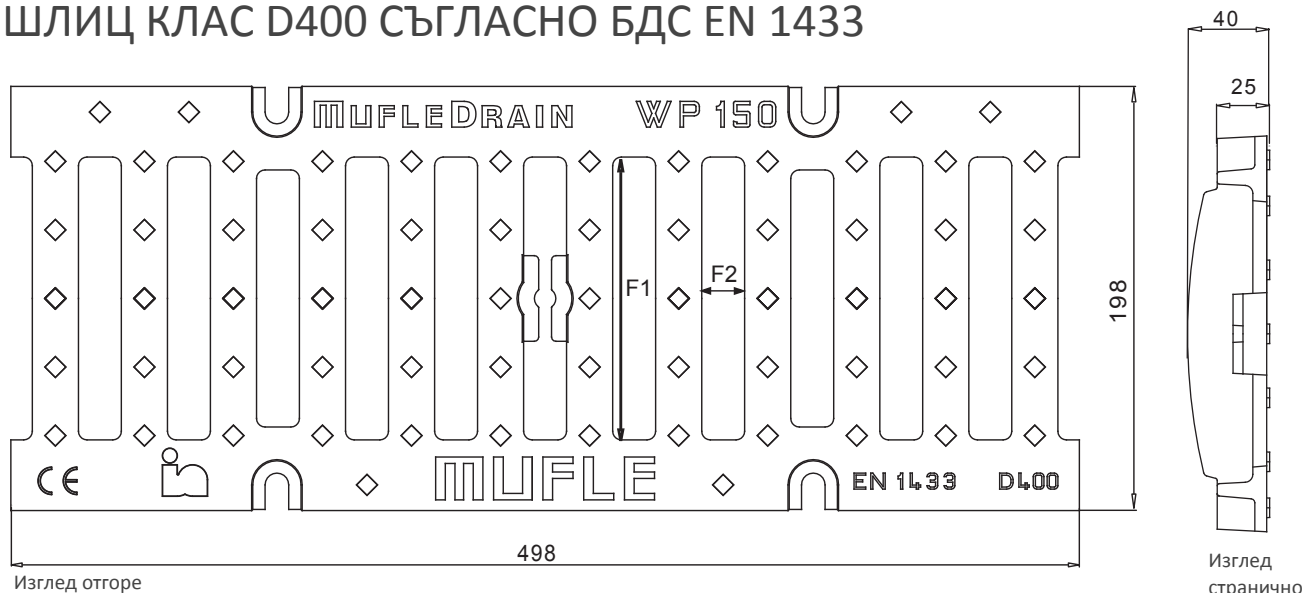 ШЛИЦ КЛАС D400 СЪГЛАСНО БДС EN 1433
40
25
MUFLEDRAIN WP 150
F1
F2
198
CE
in
MUFLE
EN 1433 D400
498
Изглед отгоре
Изглед
странично